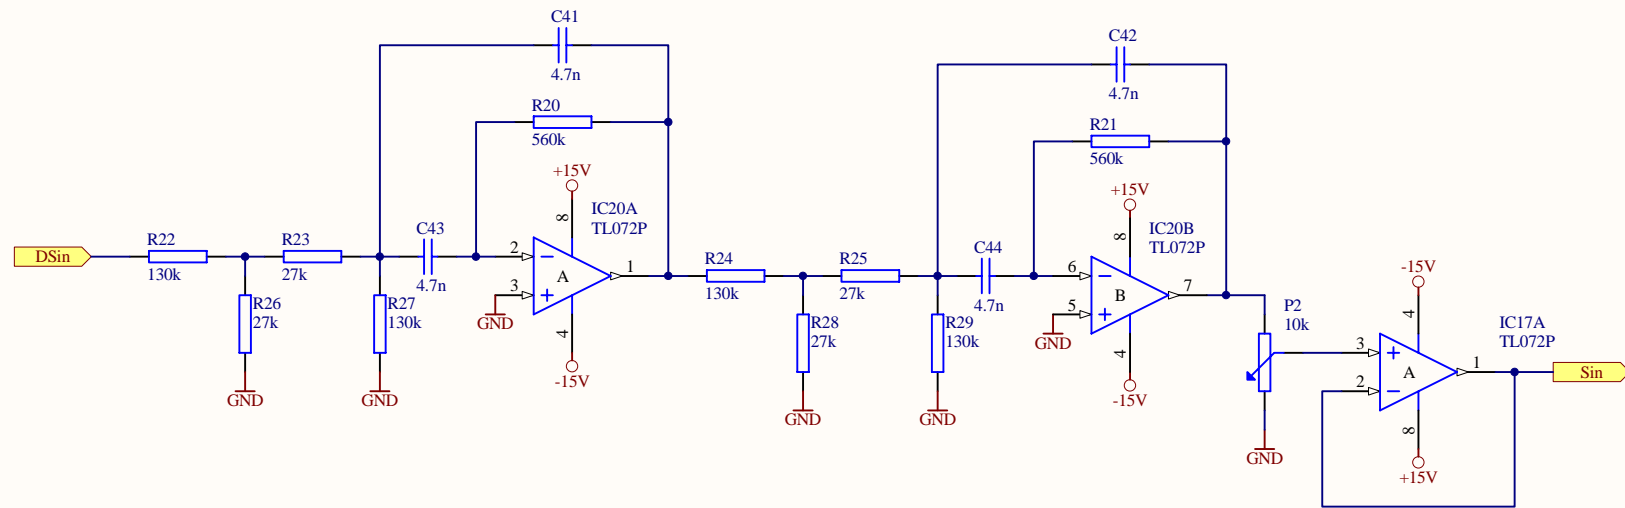 C41
4.7n
R20
560k
+15V
8
IC20A
TL072P
DSin
R22
130k
R23
27k
C43
4.7n
2
3
A
1
4
-15V
GND
R26
27k
R27
130k
GND
GND
C42
4.7n
R21
560k
+15V
8
IC20B
TL072P
R24
130k
R25
27k
C44
4.7n
6
5
B
7
4
-15V
GND
R28
27k
R29
130k
GND
GND
P2
10k
GND
-15V
4
IC17A
TL072P
3
2
A
1
8
+15V
Sin